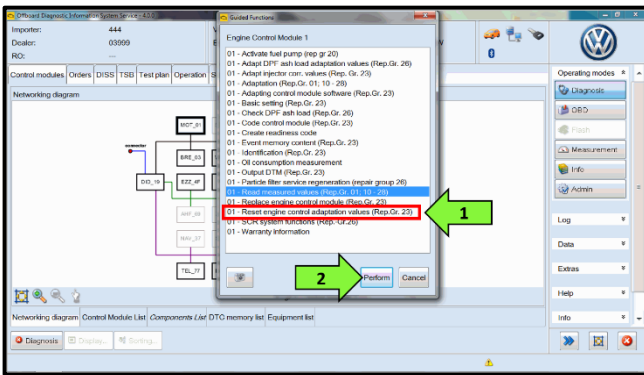 Offboard Diagnostic Information System Service - 4.0.0
Importer: 444
Dealer: 03999
RO: ---
Control modules Orders DISS TSB Test plan Operation
Networking diagram
MOT_01
connector
BRE_03
DIO_19
EZZ_4F
ANF_69
NAV_37
TEL_77
Networking diagram Control Module List Components List DTC memory list Equipment list
Diagnosis Display... Sorting...
Guided Functions
Engine Control Module 1
01 - Activate fuel pump (rep gr 20)
01 - Adapt DPF ash load adaptation values (Rep.Gr. 26)
01 - Adapt injector corr. values (Rep. Gr. 23)
01 - Adaptation (Rep.Gr. 01; 10 - 28)
01 - Adapting control module software (Rep.Gr. 23)
01 - Basic setting (Rep.Gr. 23)
01 - Check DPF ash load (Rep.Gr. 26)
01 - Code control module (Rep.Gr. 23)
01 - Create readiness code
01 - Event memory content (Rep.Gr. 23)
01 - Identification (Rep.Gr. 23)
01 - Oil consumption measurement
01 - Output DTM (Rep.Gr. 23)
01 - Particle filter service regeneration (repair group 26)
01 - Read measured values (Rep.Gr. 01; 10 - 28)
01 - Replace engine control module (Rep.Gr. 23)
01 - Reset engine control adaptation values (Rep.Gr. 23)
01 - SCR system functions (Rep.-Gr.26)
01 - Warranty information
1
2
Perform Cancel
0
Operating modes
Diagnosis
OBD
Flash
Measurement
Info
Admin
Log
Data
Extras
Help
Info